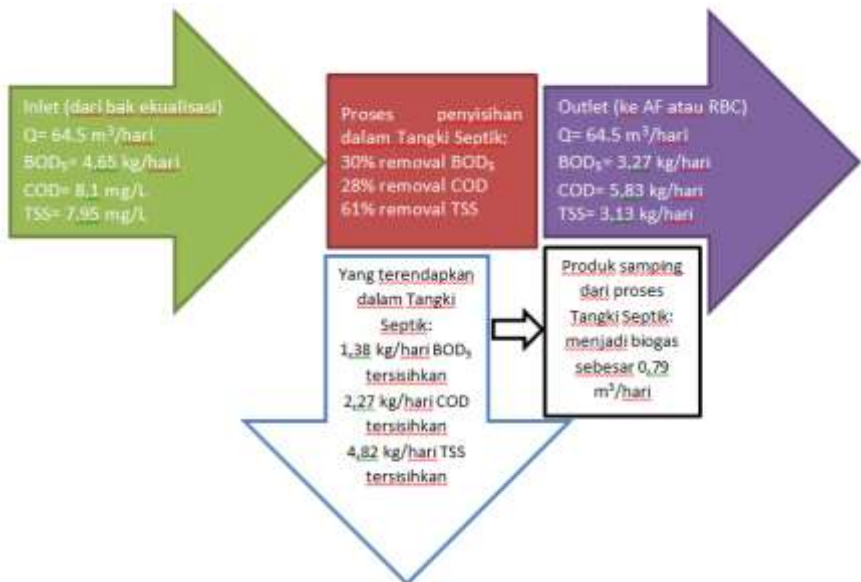 Inlet (dari bak ekualisasi)
Q= 64.5 m³/hari
BOD₅= 4,65 kg/hari
COD= 8,1 mg/L
TSS= 7,95 mg/L
Proses penyisihan
dalam Tangki Septik:
30% removal BOD₅
28% removal COD
61% removal TSS
Outlet (ke AF atau RBC)
Q= 64.5 m³/hari
BOD₅= 3,27 kg/hari
COD= 5,83 kg/hari
TSS= 3,13 kg/hari
Yang terendapkan
dalam Tangki
Septik:
1,38 kg/hari BOD₅
tersisihkan
2,27 kg/hari COD
tersisihkan
4,82 kg/hari TSS
tersisihkan
Produk samping
dari proses
Tangki Septik:
menjadi biogas
sebesar 0,79
m³/hari